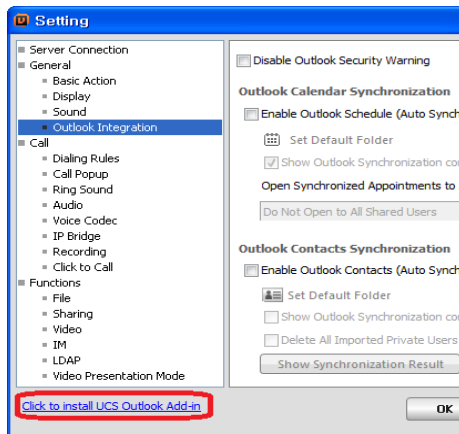 Setting
Server Connection
General
Basic Action
Display
Sound
Outlook Integration
Call
Dialing Rules
Call Popup
Ring Sound
Audio
Voice Codec
IP Bridge
Recording
Click to Call
Functions
File
Sharing
Video
IM
LDAP
Video Presentation Mode
Click to install UCS Outlook Add-in
Disable Outlook Security Warning
Outlook Calendar Synchronization
Enable Outlook Schedule (Auto Synch
Set Default Folder
Show Outlook Synchronization co
Open Synchronized Appointments to
Do Not Open to All Shared Users
Outlook Contacts Synchronization
Enable Outlook Contacts (Auto Synch
Set Default Folder
Show Outlook Synchronization co
Delete All Imported Private Users
Show Synchronization Result
OK